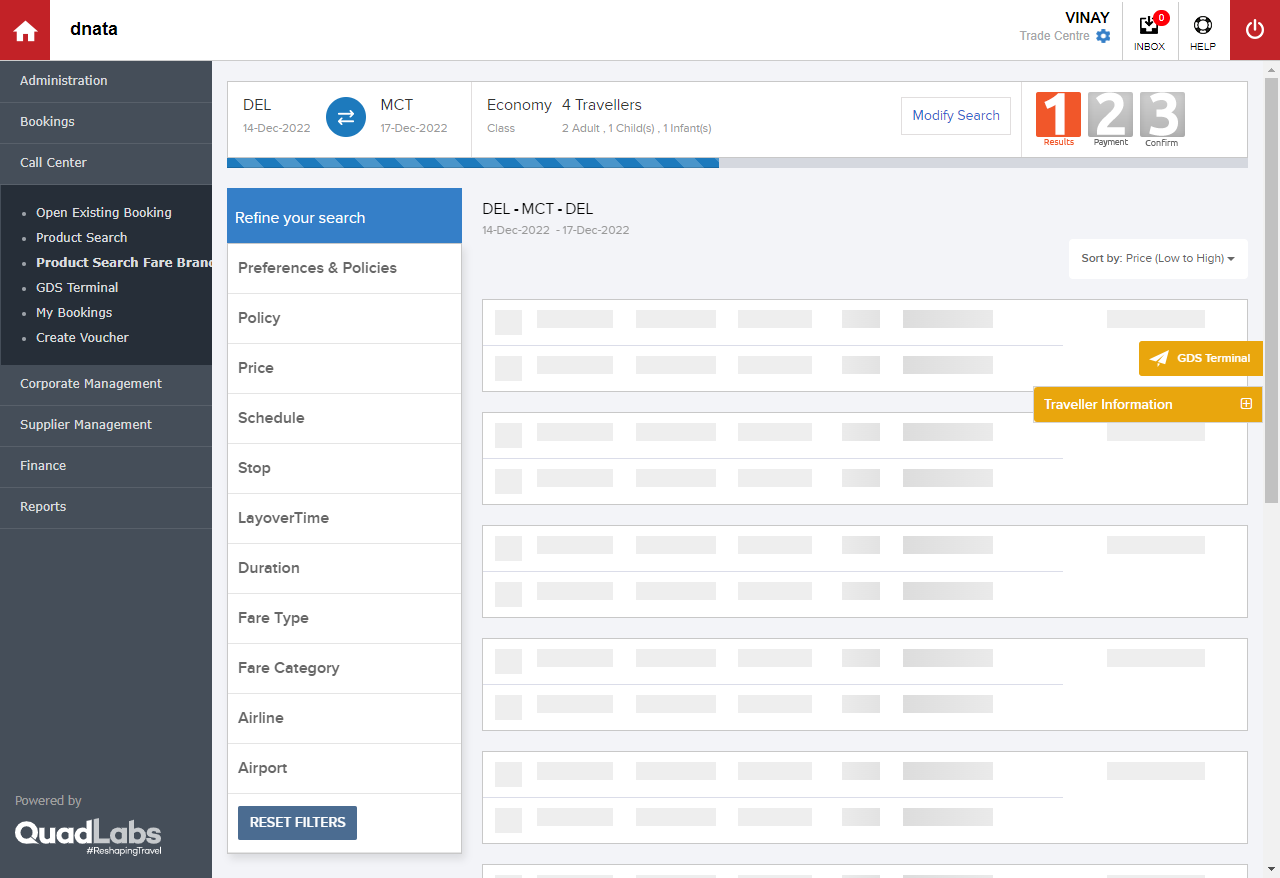 dnata
VINAY
Trade Centre
0
INBOX
HELP
Administration
Bookings
Call Center
Open Existing Booking
Product Search
Product Search Fare Bran
GDS Terminal
My Bookings
Create Voucher
Corporate Management
Supplier Management
Finance
Reports
Powered by
QuadLabs
#ReshapingTravel
DEL
14-Dec-2022
MCT
17-Dec-2022
Economy
Class
4 Travellers
2 Adult , 1 Child(s) , 1 Infant(s)
Modify Search
1
Results
2
Payment
3
Confirm
Refine your search
Preferences & Policies
Policy
Price
Schedule
Stop
LayoverTime
Duration
Fare Type
Fare Category
Airline
Airport
RESET FILTERS
DEL - MCT - DEL
14-Dec-2022 - 17-Dec-2022
Sort by: Price (Low to High)
GDS Terminal
Traveller Information